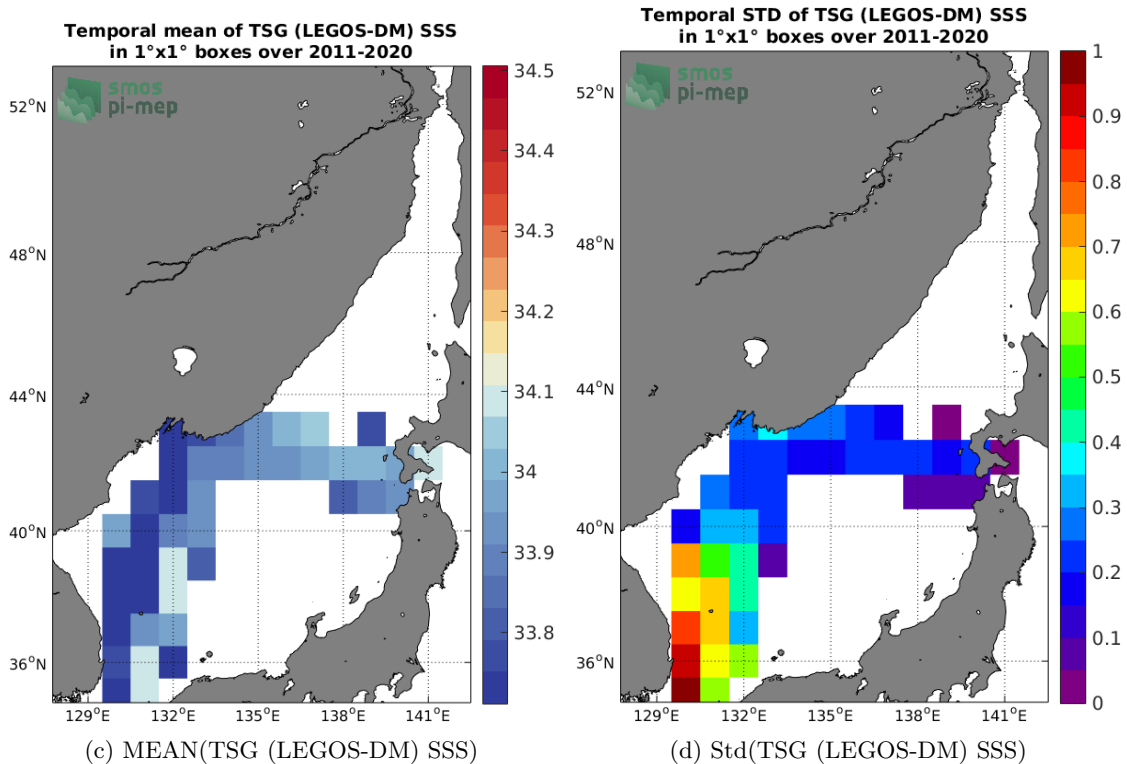 Temporal mean of TSG (LEGOS-DM) SSS
in 1°x1° boxes over 2011-2020
smos
pi-mep
52°N
48°N
44°N
40°N
36°N
129°E
132°E
135°E
138°E
141°E
34.5
34.4
34.3
34.2
34.1
34
33.9
33.8
(c) MEAN(TSG (LEGOS-DM) SSS)
Temporal STD of TSG (LEGOS-DM) SSS
in 1°x1° boxes over 2011-2020
smos
pi-mep
52°N
48°N
44°N
40°N
36°N
129°E
132°E
135°E
138°E
141°E
1
0.9
0.8
0.7
0.6
0.5
0.4
0.3
0.2
0.1
0
(d) Std(TSG (LEGOS-DM) SSS)